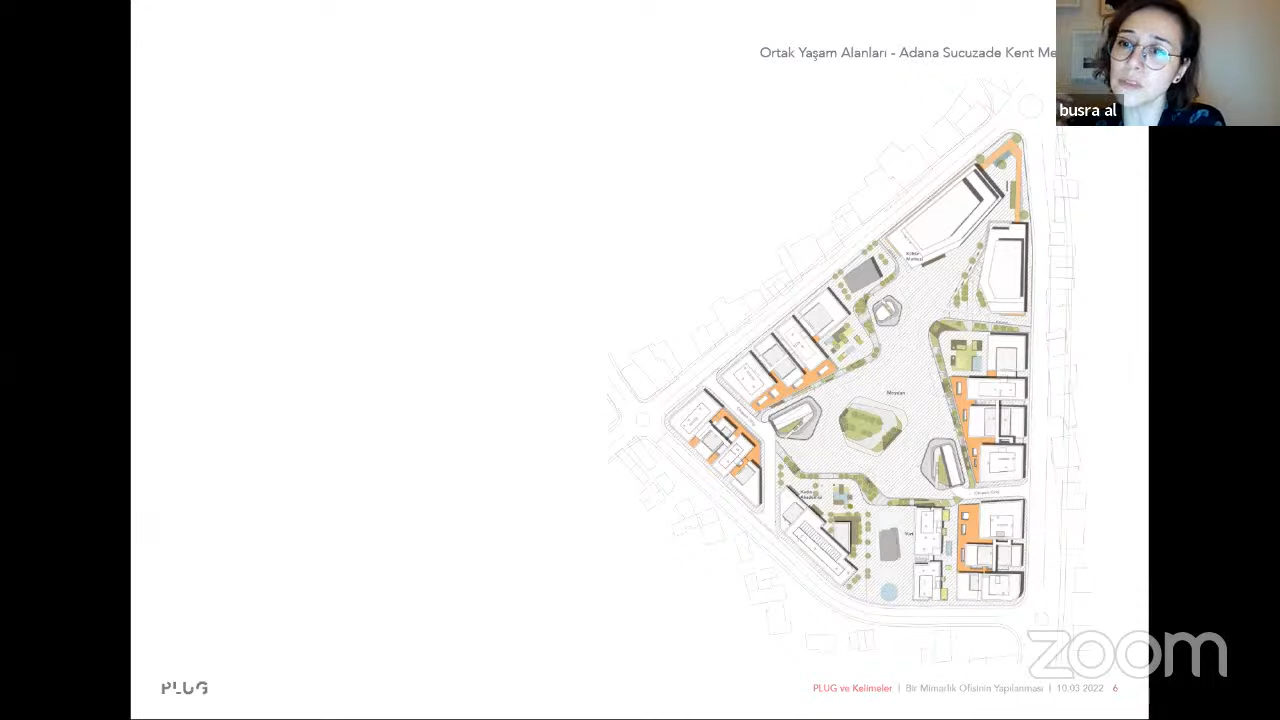 Ortak Yaşam Alanları - Adana Sucuzade Kent Me
busra al
Meydan
zoom
PLUG
PLUG ve Kelimeler | Bir Mimarlık Ofisinin Yapılanması | 10.03 2022 6